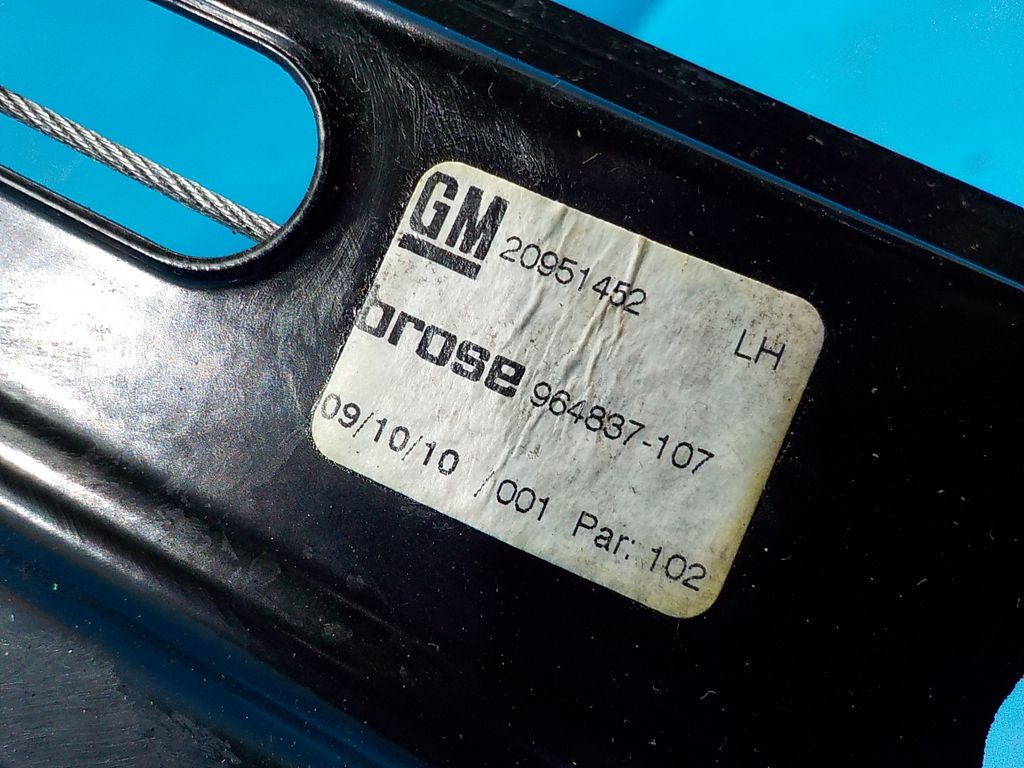 GM 20951452
LH
brose 964837-107
09/10/10 /001 Par: 102